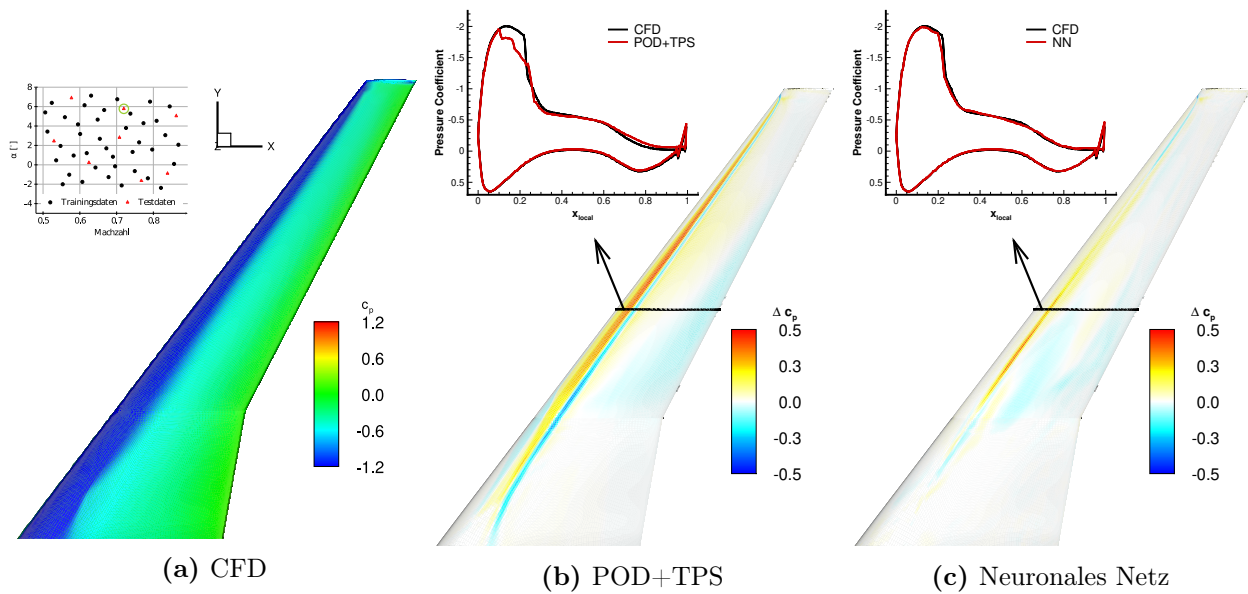 8
6
4
2
0
-2
-4
α [°]
Trainingsdaten
Testdaten
0.5 0.6 0.7 0.8
Machzahl
Y
Z X
c_p
1.2
0.6
0.0
-0.6
-1.2
(a) CFD
-2
-1.5
-1
-0.5
0
0.5
Pressure Coefficient
CFD
POD+TPS
0 0.2 0.4 0.6 0.8 1
x_local
Δ c_p
0.5
0.3
0.0
-0.3
-0.5
(b) POD+TPS
-2
-1.5
-1
-0.5
0
0.5
Pressure Coefficient
CFD
NN
0 0.2 0.4 0.6 0.8 1
x_local
Δ c_p
0.5
0.3
0.0
-0.3
-0.5
(c) Neuronales Netz